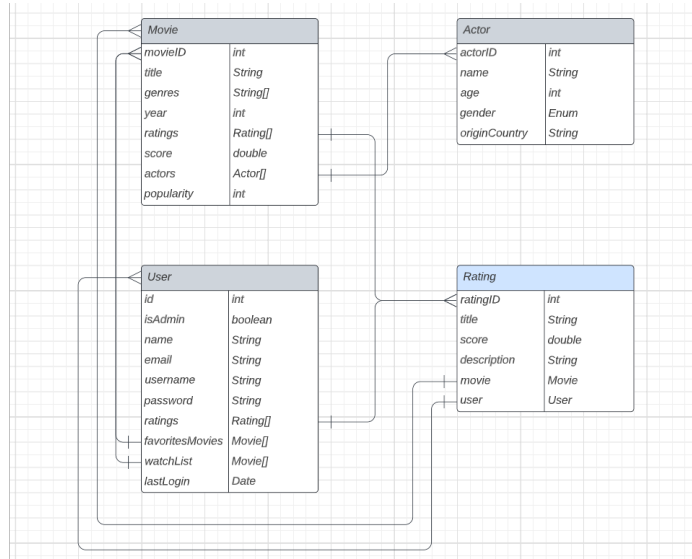 Movie
movieID int
title String
genres String[]
year int
ratings Rating[]
score double
actors Actor[]
popularity int
Actor
actorID int
name String
age int
gender Enum
originCountry String
User
id int
isAdmin boolean
name String
email String
username String
password String
ratings Rating[]
favoritesMovies Movie[]
watchList Movie[]
lastLogin Date
Rating
ratingID int
title String
score double
description String
movie Movie
user User